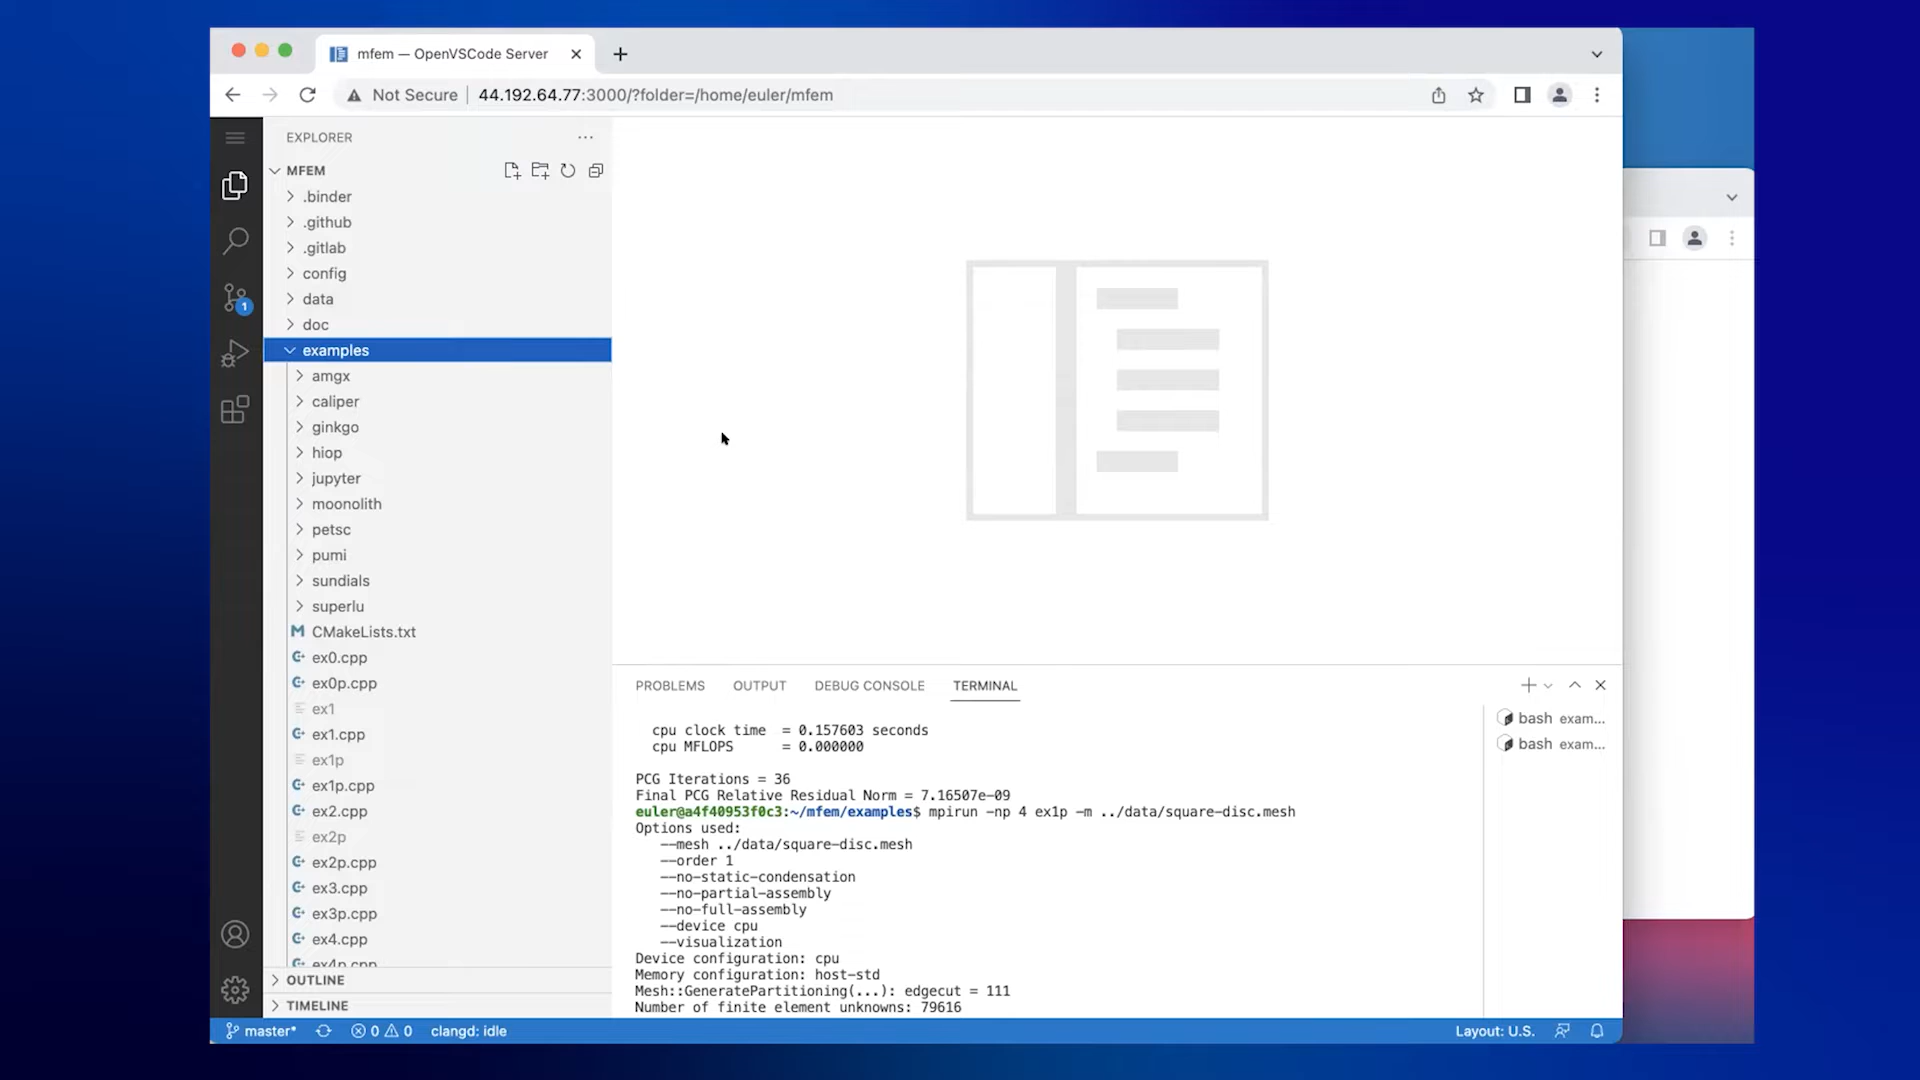 mfem — OpenVSCode Server
Not Secure
44.192.64.77:3000/?folder=/home/euler/mfem
EXPLORER
MFEM
.binder
.github
.gitlab
config
data
doc
examples
amgx
caliper
ginkgo
hiop
jupyter
moonolith
petsc
pumi
sundials
superlu
CMakeLists.txt
ex0.cpp
ex0p.cpp
ex1
ex1.cpp
ex1p
ex1p.cpp
ex2.cpp
ex2p
ex2p.cpp
ex3.cpp
ex3p.cpp
ex4.cpp
ex4p.cpp
OUTLINE
TIMELINE
PROBLEMS
OUTPUT
DEBUG CONSOLE
TERMINAL
cpu clock time  = 0.157603 seconds
cpu MFLOPS      = 0.000000
PCG Iterations = 36
Final PCG Relative Residual Norm = 7.16507e-09
euler@a4f40953f0c3:~/mfem/examples$ mpirun -np 4 ex1p -m ../data/square-disc.mesh
Options used:
--mesh ../data/square-disc.mesh
--order 1
--no-static-condensation
--no-partial-assembly
--no-full-assembly
--device cpu
--visualization
Device configuration: cpu
Memory configuration: host-std
Mesh::GeneratePartitioning(...): edgecut = 111
Number of finite element unknowns: 79616
bash exam...
bash exam...
1
master*
0
0
clangd: idle
Layout: U.S.